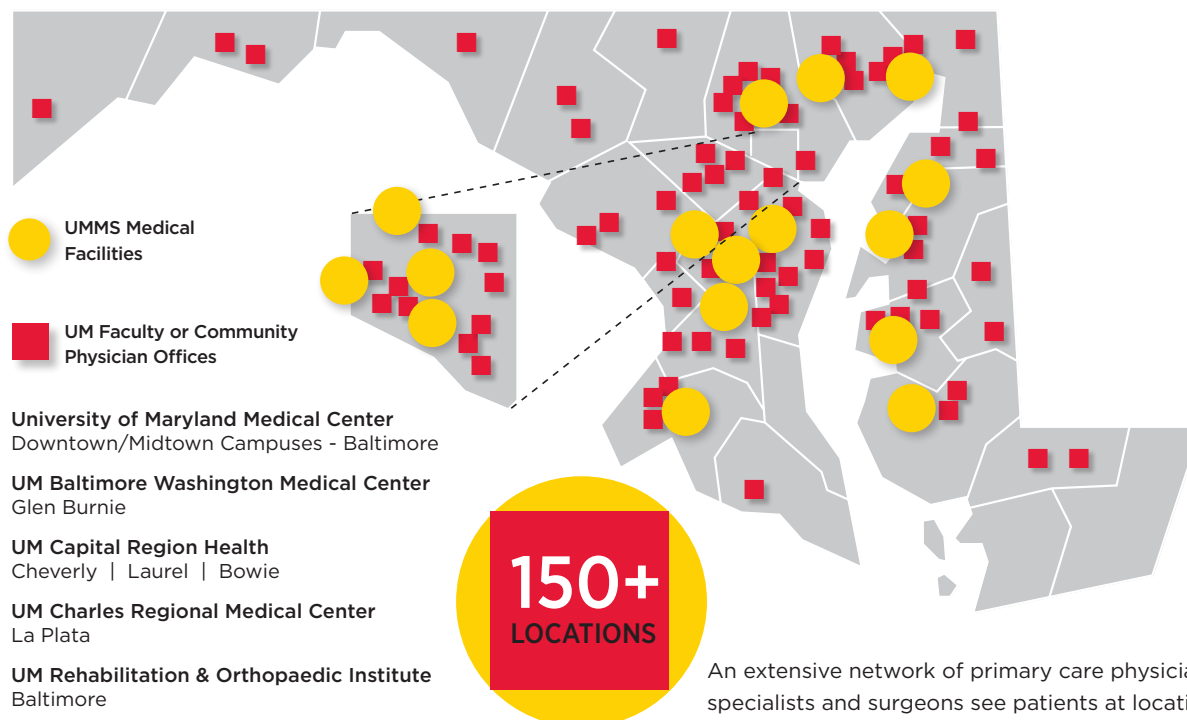 UMMS Medical
Facilities
UM Faculty or Community
Physician Offices
University of Maryland Medical Center
Downtown/Midtown Campuses - Baltimore
UM Baltimore Washington Medical Center
Glen Burnie
UM Capital Region Health
Cheverly | Laurel | Bowie
UM Charles Regional Medical Center
La Plata
UM Rehabilitation & Orthopaedic Institute
Baltimore
150+
LOCATIONS
An extensive network of primary care
specialists and surgeons see patients at